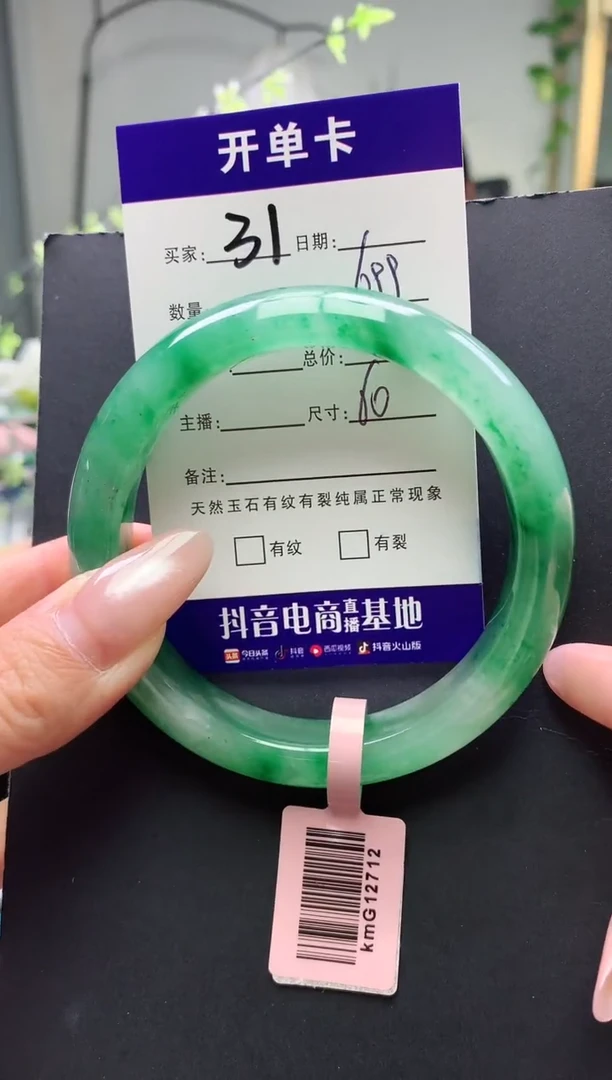 开单卡
买家: 31 日期:
699
数量
总价:
主播: 尺寸: 60
备注:
天然玉石有纹有裂纯属正常现象
有纹 有裂
抖音电商直播基地
今日头条 抖音 西瓜视频 抖音火山版
头条
kmG12712